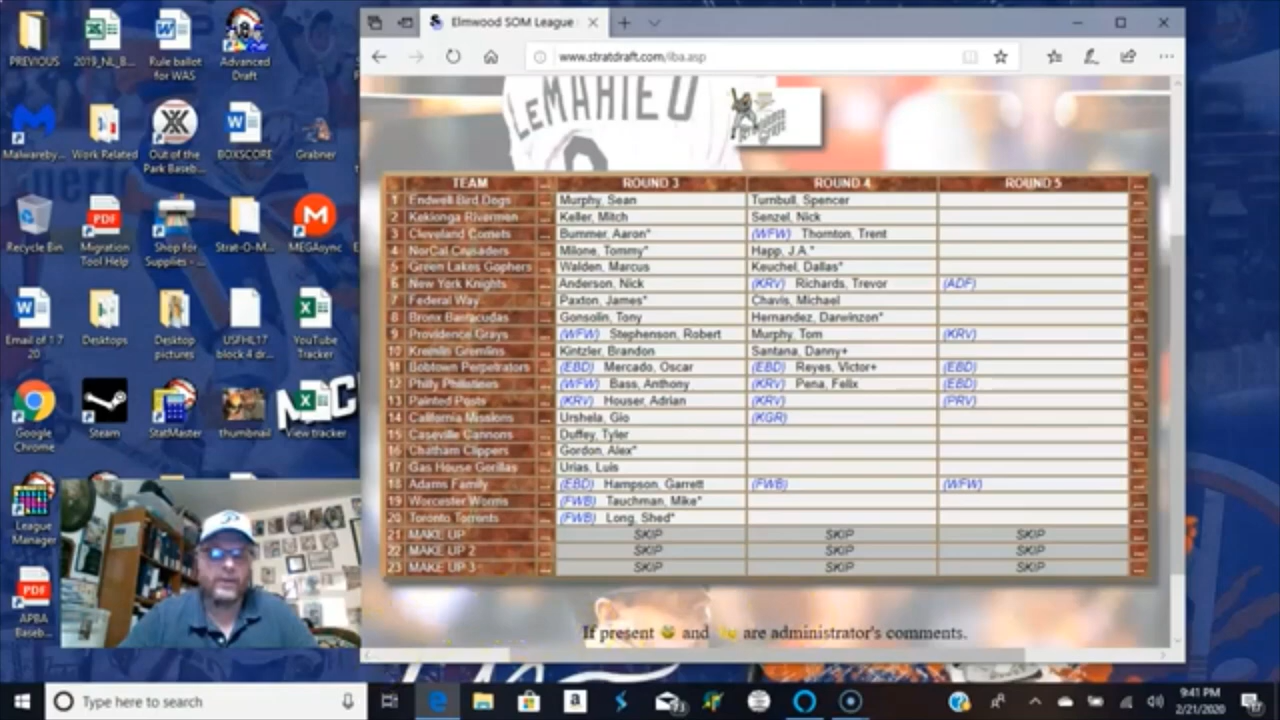 PREVIOUS
2019_NL_B...
Rule ballot for WAS
Advanced Draft
Malwareby...
Work Related
Out of the Park Baseb...
BOXSCORE
Grabner
Recycle Bin
PDF
Migration Tool Help
Shop for Supplies - ...
Strat-O-M...
MEGAsync
Email of 1 7 20
Desktops
Desktop pictures
USFHL17 block 4 dr...
YouTube Tracker
Google Chrome
Steam
StatMaster
thumbnail
View tracker
League Manager
PDF
APBA Baseb...
Elmwood SOM League
www.stratdraft.com/lba.asp
LEMAHIEU
TEAM ... ROUND 3 ROUND 4 ROUND 5 ...
1 Endwell Bird Dogs ... Murphy, Sean Turnbull, Spencer ...
2 Kekionga Rivermen ... Keller, Mitch Senzel, Nick ...
3 Cleveland Comets ... Bummer, Aaron* (WFW) Thornton, Trent ...
4 NorCal Crusaders ... Milone, Tommy* Happ, J.A.* ...
5 Green Lakes Gophers ... Walden, Marcus Keuchel, Dallas* ...
6 New York Knights ... Anderson, Nick (KRV) Richards, Trevor (ADF) ...
7 Federal Way ... Paxton, James* Chavis, Michael ...
8 Bronx Barracudas ... Gonsolin, Tony Hernandez, Darwinzon* ...
9 Providence Grays ... (WFW) Stephenson, Robert Murphy, Tom (KRV) ...
10 Kremlin Gremlins ... Kintzler, Brandon Santana, Danny+ ...
11 Bobtown Perpetrators ... (EBD) Mercado, Oscar (EBD) Reyes, Victor+ (EBD) ...
12 Philly Phillistines ... (WFW) Bass, Anthony (KRV) Pena, Felix (EBD) ...
13 Painted Posts ... (KRV) Houser, Adrian (KRV) (PRV) ...
14 California Missions ... Urshela, Gio (KGR) ...
15 Caseville Cannons ... Duffey, Tyler ...
16 Chatham Clippers ... Gordon, Alex* ...
17 Gas House Gorillas ... Urias, Luis ...
18 Adams Family ... (EBD) Hampson, Garrett (FWB) (WFW) ...
19 Worcester Worms ... (FWB) Tauchman, Mike* ...
20 Toronto Torrents ... (FWB) Long, Shed* ...
21 MAKE UP ... SKIP SKIP SKIP ...
22 MAKE UP 2 ... SKIP SKIP SKIP ...
23 MAKE UP 3 ... SKIP SKIP SKIP ...
If present and are administrator's comments.
Type here to search
9:41 PM
2/21/2020